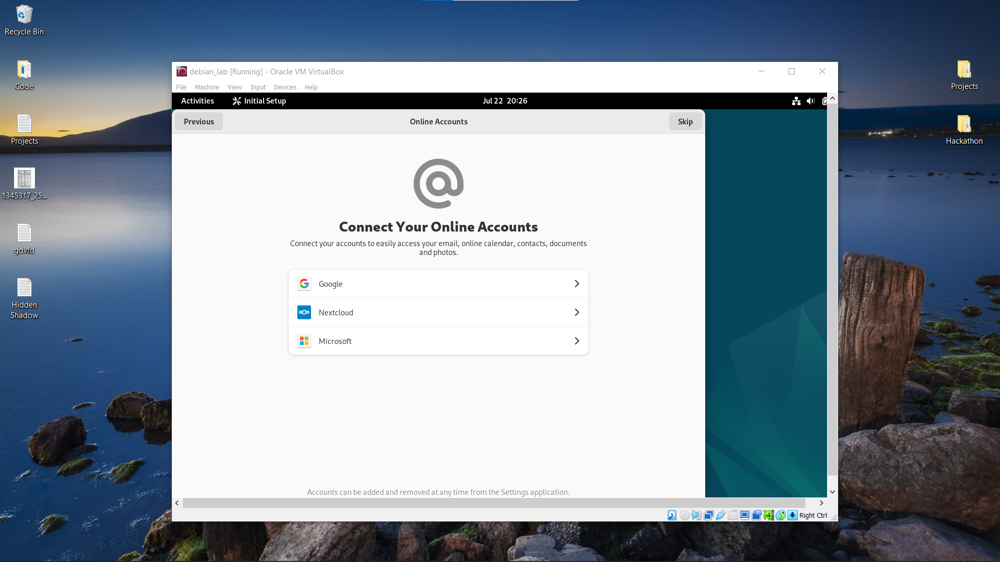 Recycle Bin
Code
Projects
1345317_25...
gdvfd
Hidden
Shadow
debian_lab [Running] - Oracle VM VirtualBox
File Machine View Input Devices Help
Activities Initial Setup Jul 22 20:26
Previous Online Accounts Skip
Connect Your Online Accounts
Connect your accounts to easily access your email, online calendar, contacts, documents
and photos.
Google
Nextcloud
Microsoft
Accounts can be added and removed at any time from the Settings application.
Right Ctrl
Projects
Hackathon